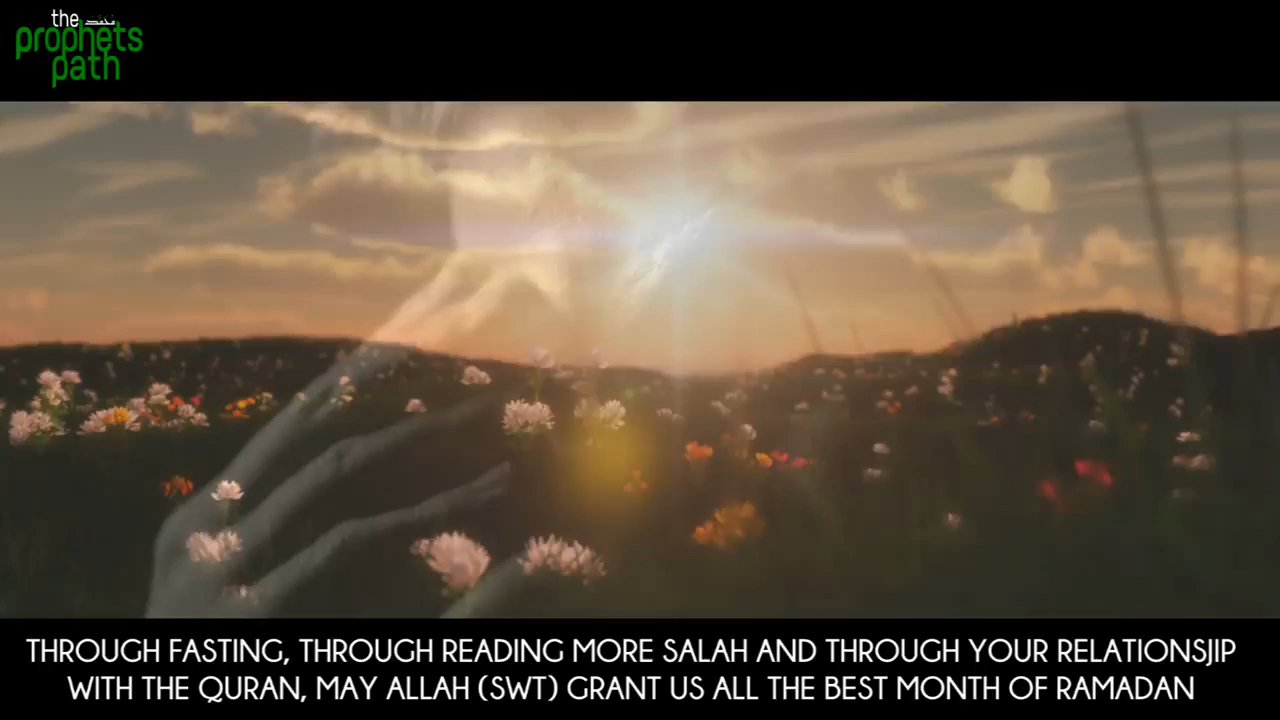 the
prophets
path
THROUGH FASTING, THROUGH READING MORE SALAH AND THROUGH YOUR RELATIONSJIP
WITH THE QURAN, MAY ALLAH (SWT) GRANT US ALL THE BEST MONTH OF RAMADAN